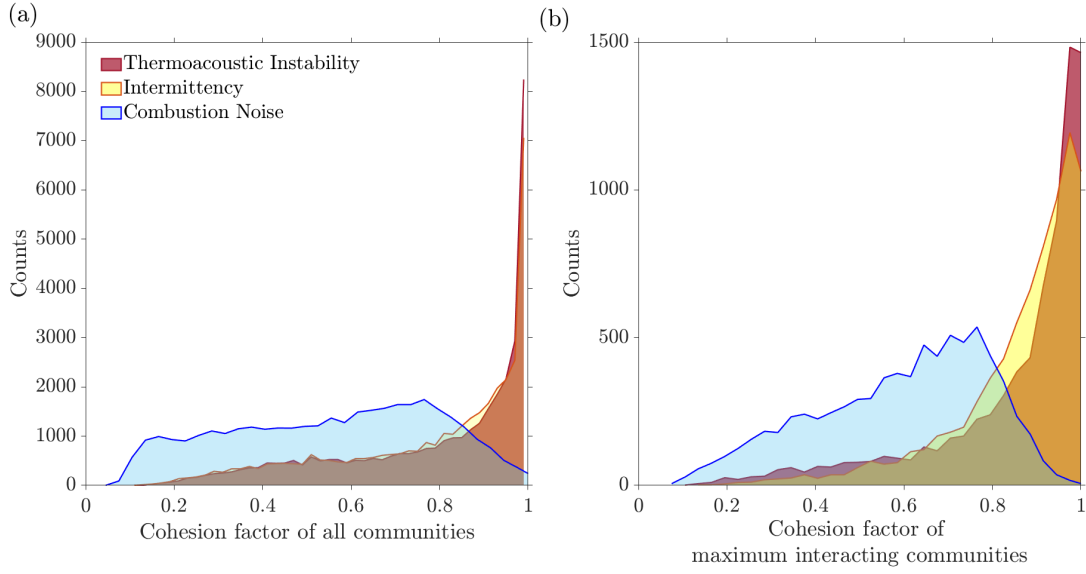 (a)
9000
8000
7000
6000
5000
4000
3000
2000
1000
0
Counts
Thermoacoustic Instability
Intermittency
Combustion Noise
0 0.2 0.4 0.6 0.8 1
Cohesion factor of all communities
(b)
1500
1000
500
0
Counts
0 0.2 0.4 0.6 0.8 1
Cohesion factor of
maximum interacting communities